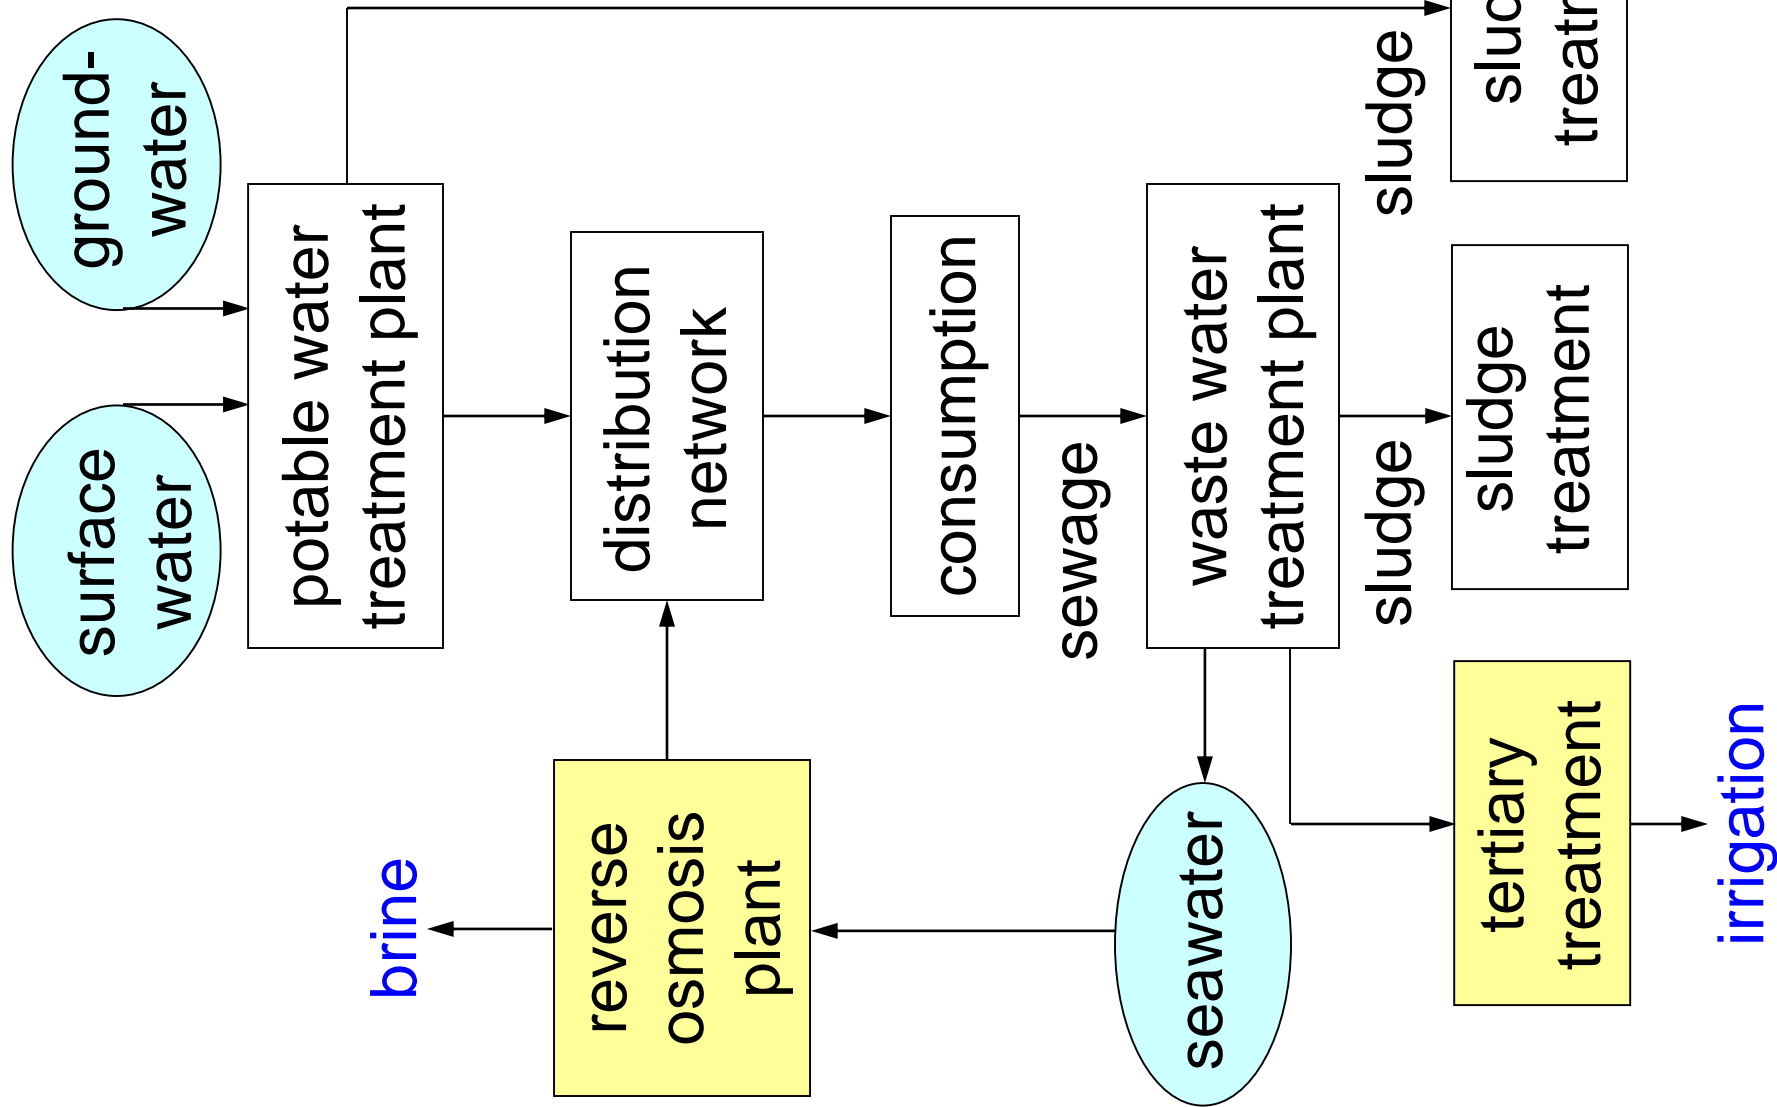 surface
water
ground-
water
brine
potable water
treatment plant
reverse
osmosis
plant
distribution
network
consumption
sewage
seawater
waste water
treatment plant
sludge
sludge
tertiary
treatment
sludge
treatment
irrigation